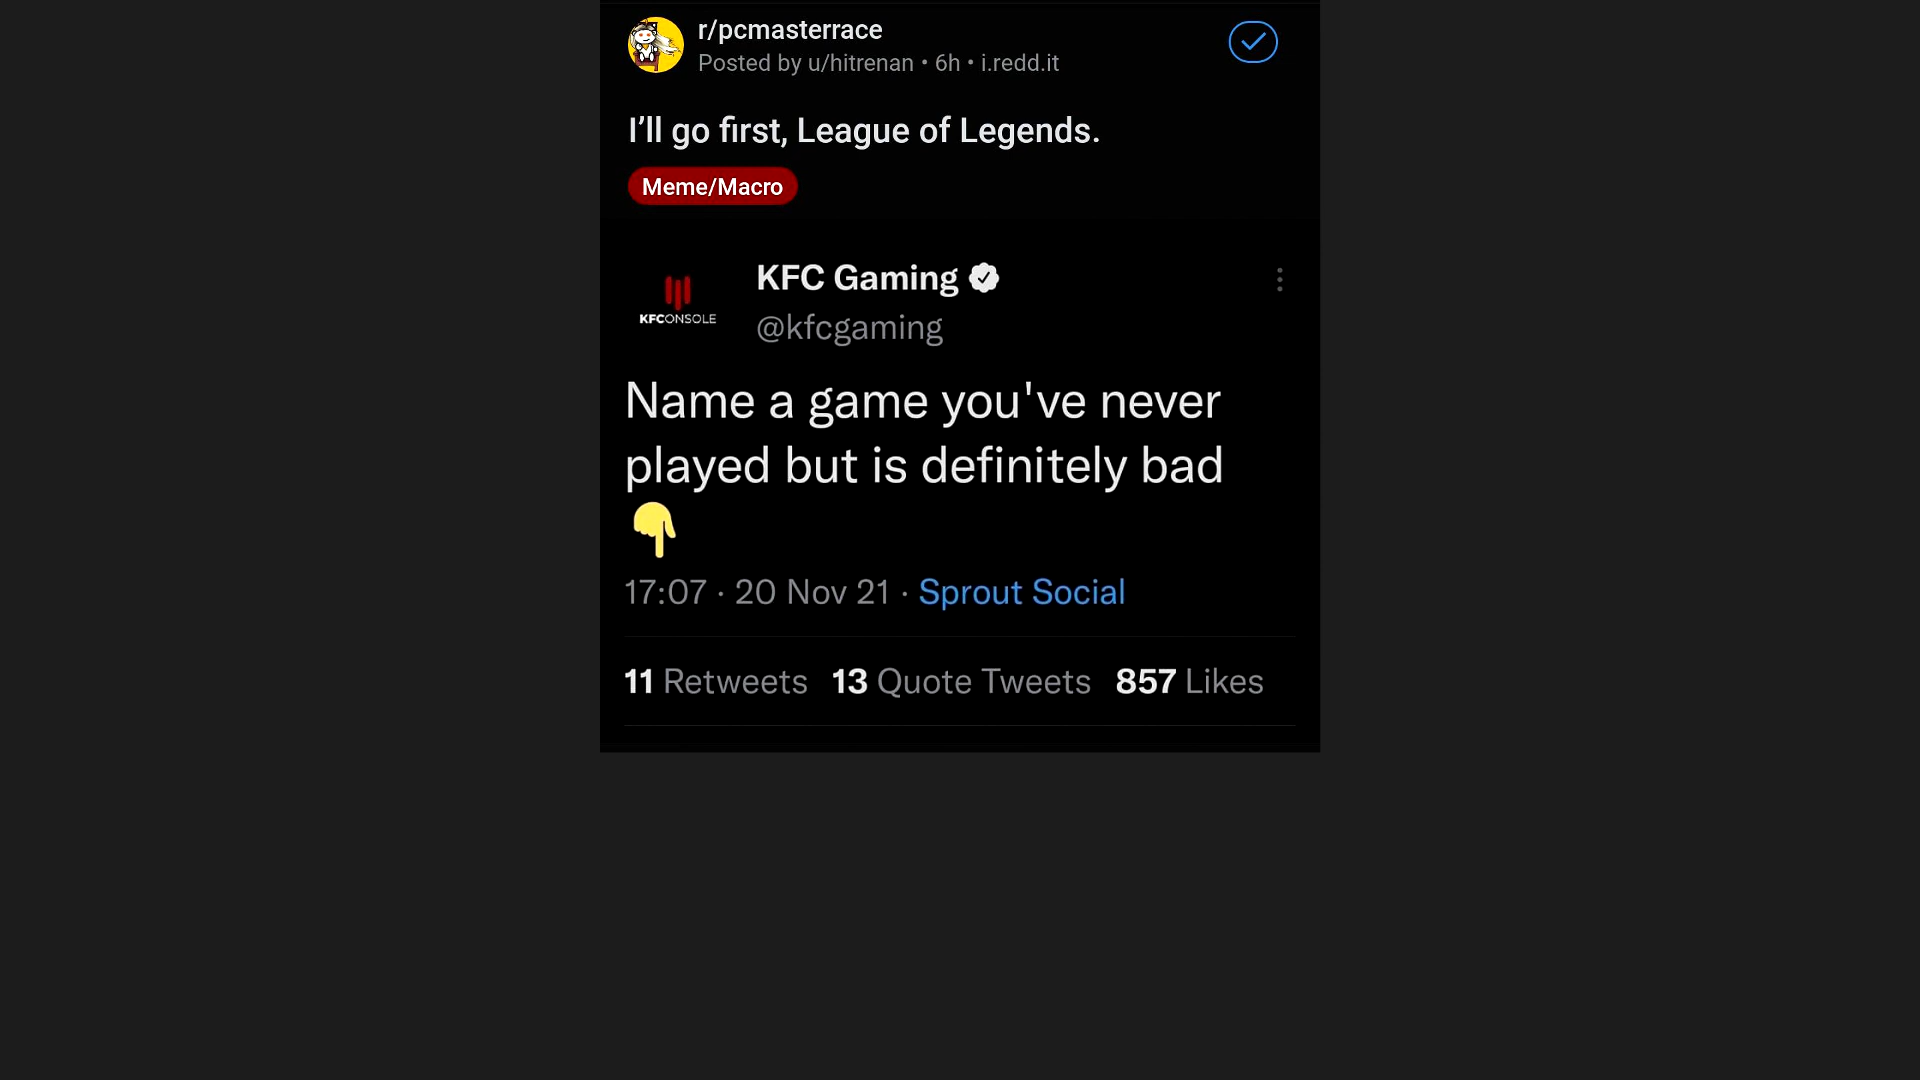 r/pcmasterrace
Posted by u/hitrenan • 6h • i.redd.it
I’ll go first, League of Legends.
Meme/Macro
KFC Gaming
KFCONSOLE
@kfcgaming
Name a game you've never
played but is definitely bad
17:07 · 20 Nov 21 · Sprout Social
11 Retweets 13 Quote Tweets 857 Likes